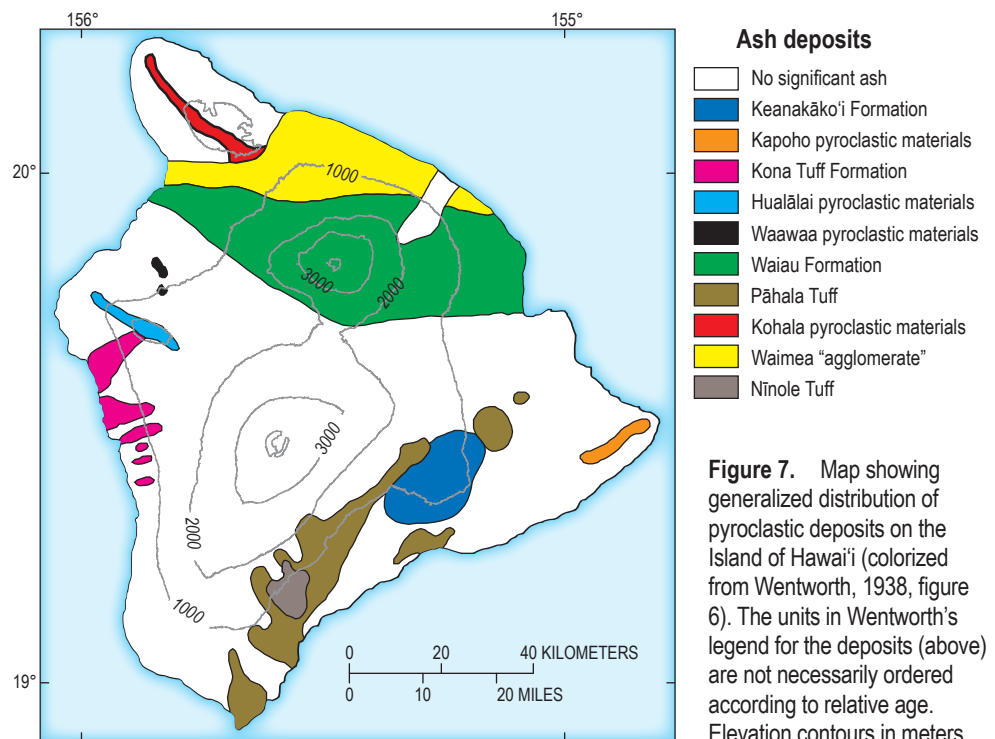 156°
155°
20°
19°
1000
3000
2000
3000
2000
1000
0 20 40 KILOMETERS
0 10 20 MILES
Ash deposits
No significant ash
Keanakākoʻi Formation
Kapoho pyroclastic materials
Kona Tuff Formation
Hualālai pyroclastic materials
Waawaa pyroclastic materials
Waiau Formation
Pāhala Tuff
Kohala pyroclastic materials
Waimea “agglomerate”
Nīnole Tuff
Figure 7. Map showing
generalized distribution of
pyroclastic deposits on the
Island of Hawaiʻi (colorized
from Wentworth, 1938, figure
6). The units in Wentworth’s
legend for the deposits (above)
are not necessarily ordered
according to relative age.
Elevation contours in meters